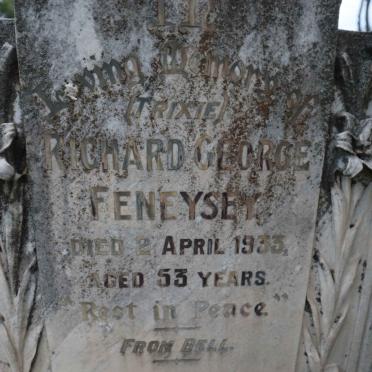 In
Loving Memory of
(TRIXIE)
RICHARD GEORGE
FENEYSEY,
DIED 2 APRIL 1933,
AGED 53 YEARS.
"Rest in Peace."
FROM BELL.